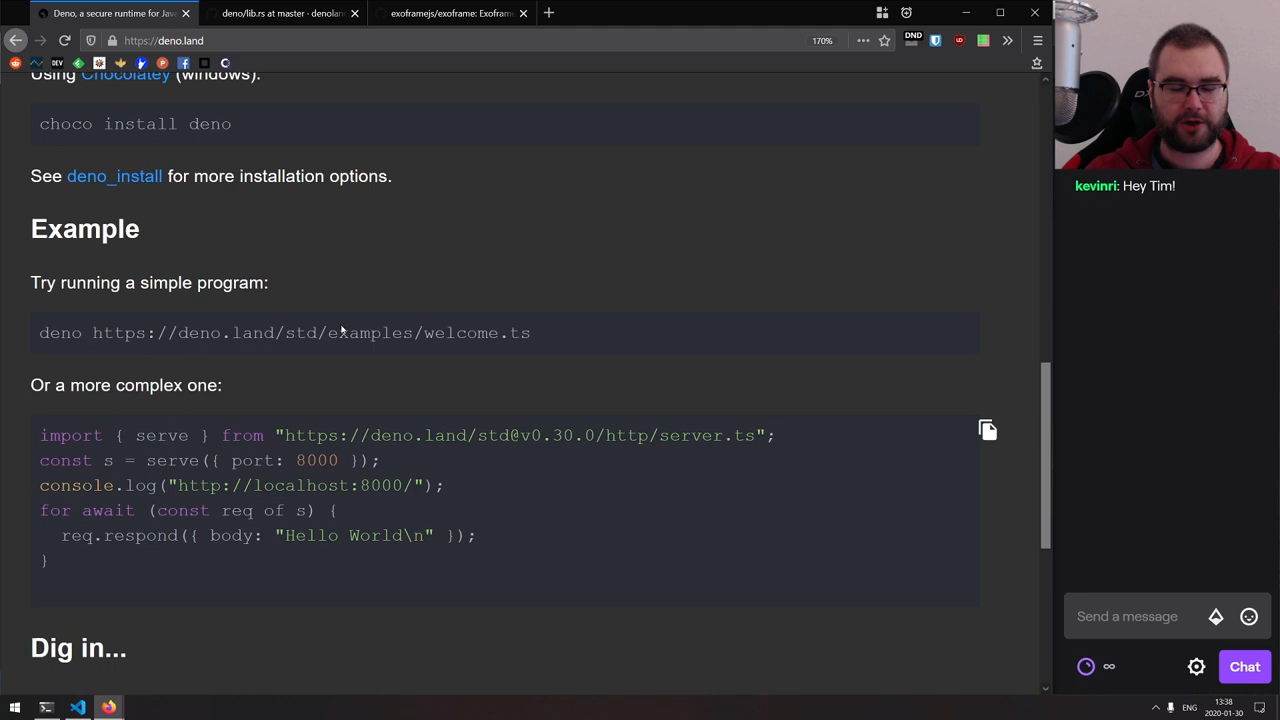 Deno, a secure runtime for Java
deno/lib.rs at master · denoland
exoframejs/exoframe: Exofram
https://deno.land
170%
DND
Using Chocolatey (windows):
choco install deno
See deno_install for more installation options.
Example
Try running a simple program:
deno https://deno.land/std/examples/welcome.ts
Or a more complex one:
import { serve } from "https://deno.land/std@v0.30.0/http/server.ts";
const s = serve({ port: 8000 });
console.log("http://localhost:8000/");
for await (const req of s) {
req.respond({ body: "Hello World\n" });
}
Dig in...
kevinri: Hey Tim!
Send a message
∞
Chat
ENG
13:38
2020-01-30